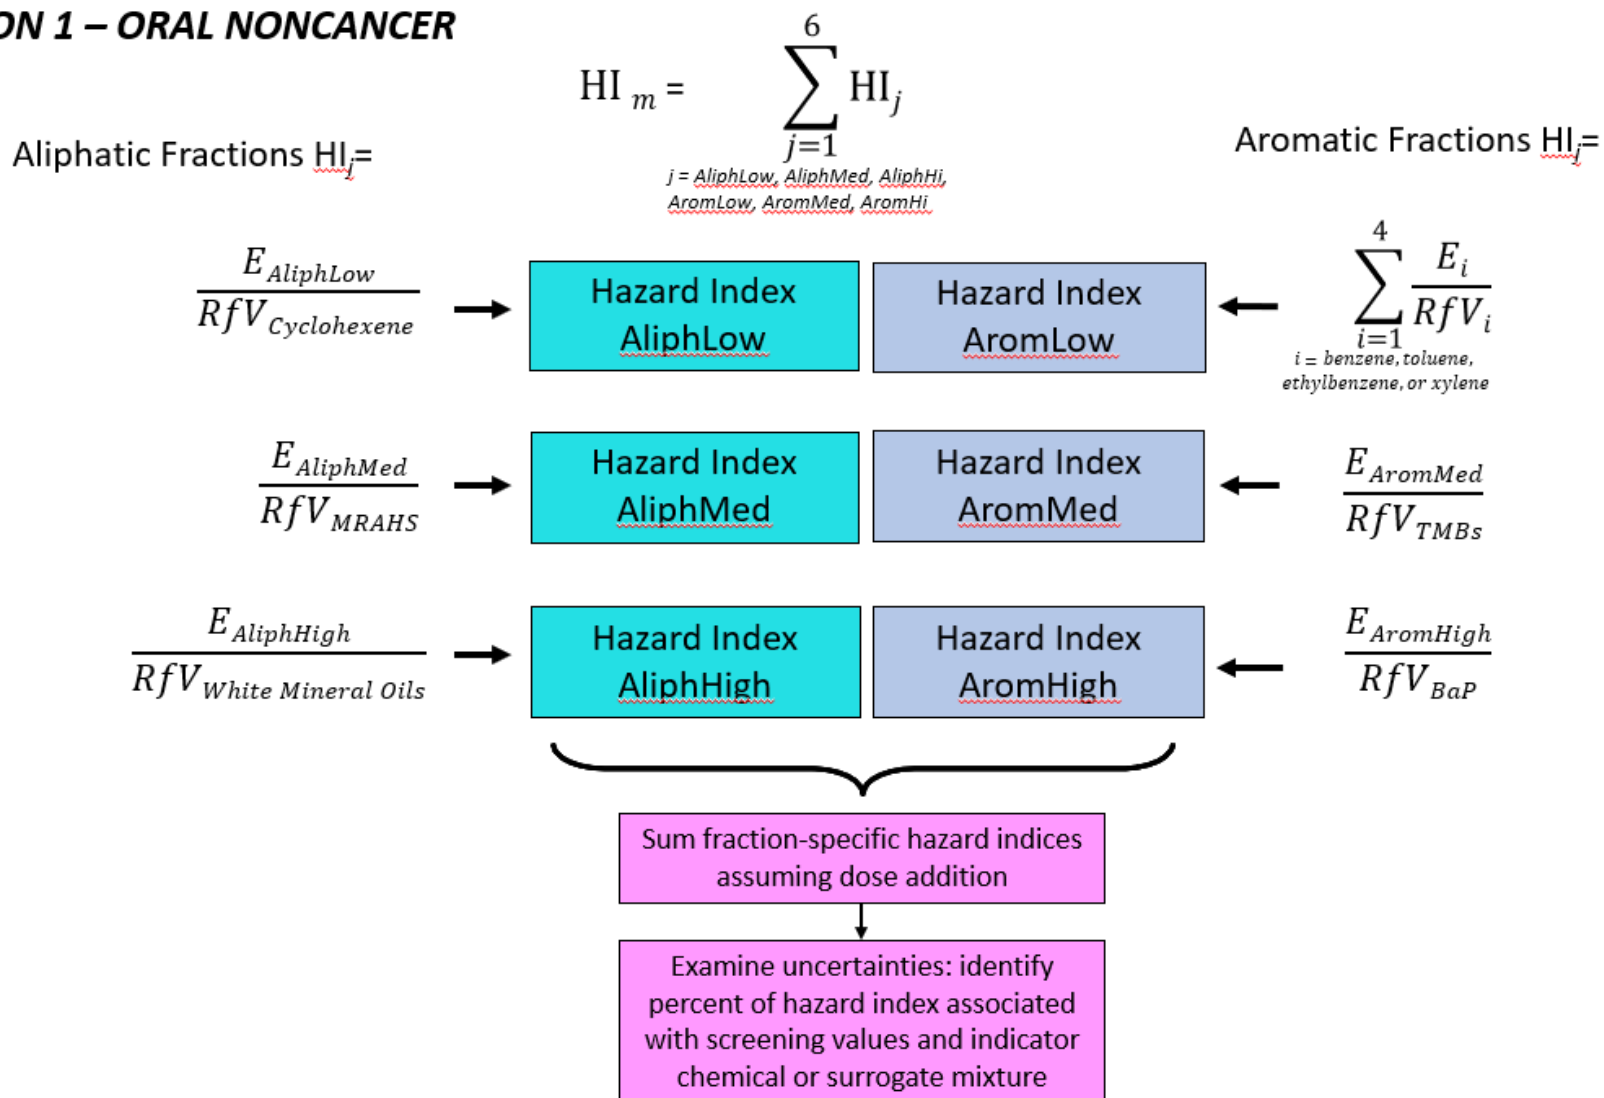 ON 1 – ORAL NONCANCER
HI m = 6 ∑ j=1 HI j
j = AliphLow, AliphMed, AliphHi,
AromLow, AromMed, AromHi
Aliphatic Fractions HIj=
Aromatic Fractions HIj=
E AliphLow
RfV Cyclohexene
Hazard Index
AliphLow
Hazard Index
AromLow
4 ∑ i=1 E i
RfV i
i = benzene, toluene,
ethylbenzene, or xylene
E AliphMed
RfV MRAHS
Hazard Index
AliphMed
Hazard Index
AromMed
E AromMed
RfV TMBs
E AliphHigh
RfV White Mineral Oils
Hazard Index
AliphHigh
Hazard Index
AromHigh
E AromHigh
RfV BaP
Sum fraction-specific hazard indices
assuming dose addition
Examine uncertainties: identify
percent of hazard index associated
with screening values and indicator
chemical or surrogate mixture